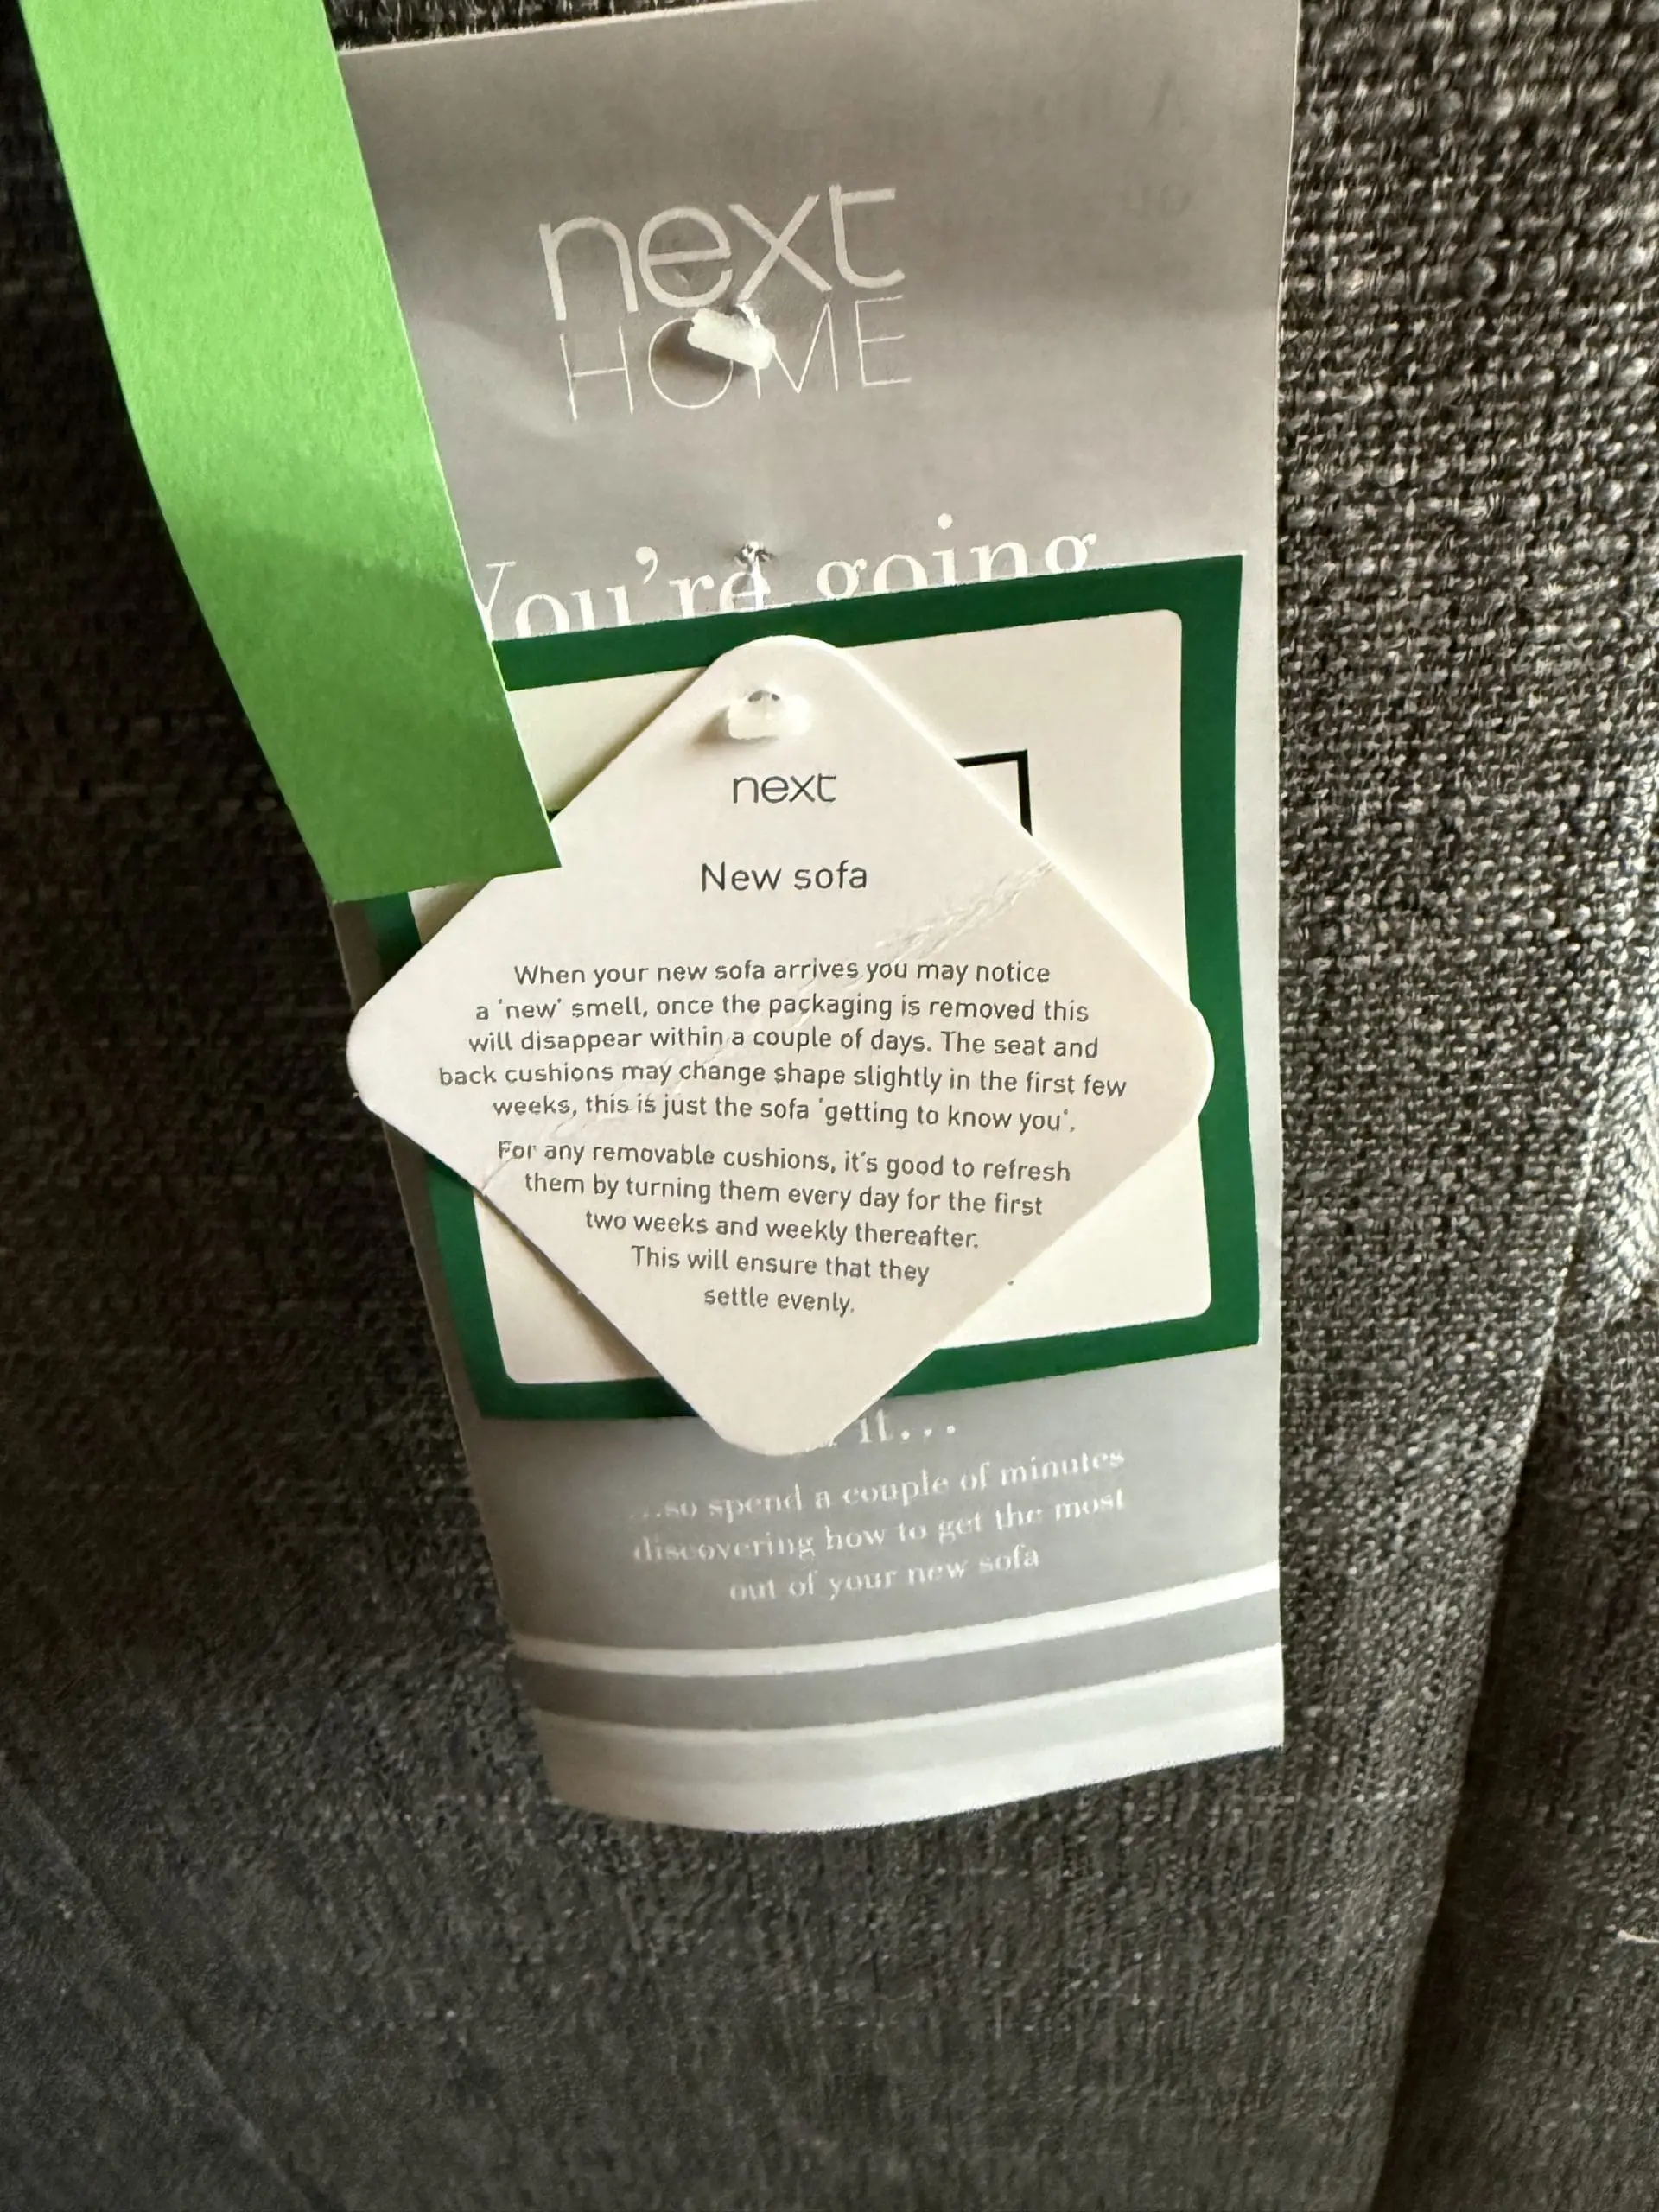 next
HOME
You're going
next
New sofa
When your new sofa arrives you may notice
a 'new' smell, once the packaging is removed this
will disappear within a couple of days. The seat and
back cushions may change shape slightly in the first few
weeks, this is just the sofa 'getting to know you'.
For any removable cushions, it's good to refresh
them by turning them every day for the first
two weeks and weekly thereafter.
This will ensure that they
settle evenly.
it...
...so spend a couple of minutes
discovering how to get the most
out of your new sofa